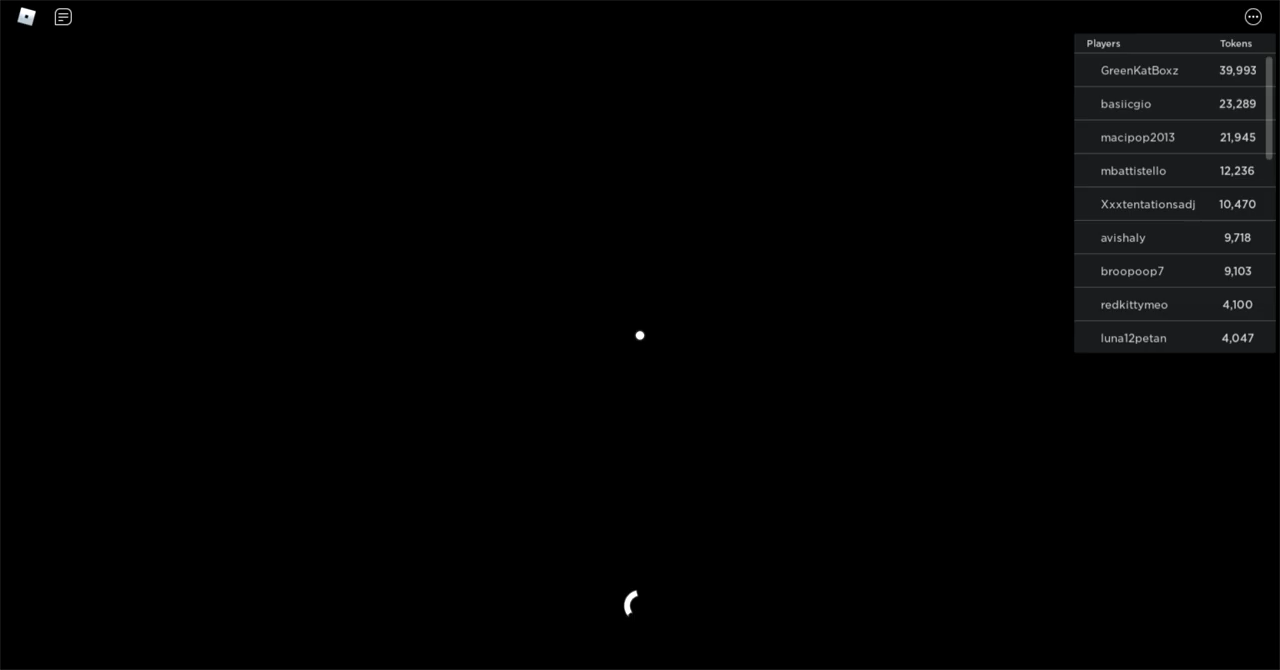 Players Tokens
GreenKatBoxz 39,993
basiicgio 23,289
macipop2013 21,945
mbattistello 12,236
Xxxtentationsadj 10,470
avishaly 9,718
broopoop7 9,103
redkittymeo 4,100
luna12petan 4,047